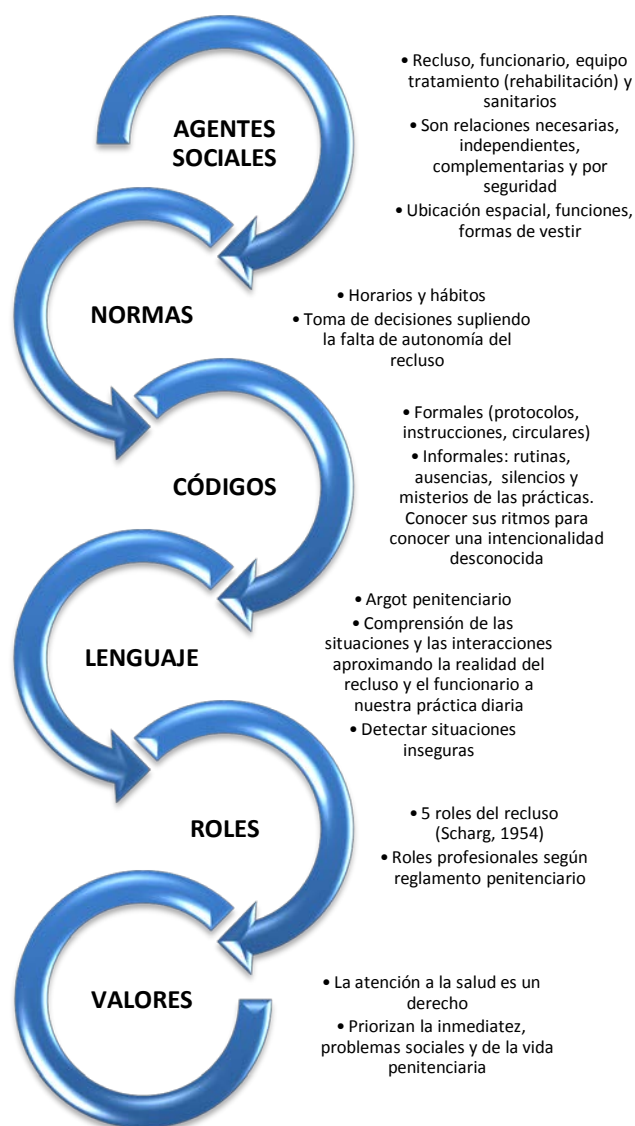 AGENTES
SOCIALES
• Recluso, funcionario, equipo
tratamiento (rehabilitación) y
sanitarios
• Son relaciones necesarias,
independientes,
complementarias y por
seguridad
• Ubicación espacial, funciones,
formas de vestir
NORMAS
• Horarios y hábitos
• Toma de decisiones supliendo
la falta de autonomía del
recluso
CÓDIGOS
• Formales (protocolos,
instrucciones, circulares)
• Informales: rutinas,
ausencias, silencios y
misterios de las prácticas.
Conocer sus ritmos para
conocer una intencionalidad
desconocida
LENGUAJE
• Argot penitenciario
• Comprensión de las
situaciones y las interacciones
aproximando la realidad del
recluso y el funcionario a
nuestra práctica diaria
• Detectar situaciones
inseguras
ROLES
• 5 roles del recluso
(Scharg, 1954)
• Roles profesionales según
reglamento penitenciario
VALORES
• La atención a la salud es un
derecho
• Priorizan la inmediatez,
problemas sociales y de la vida
penitenciaria